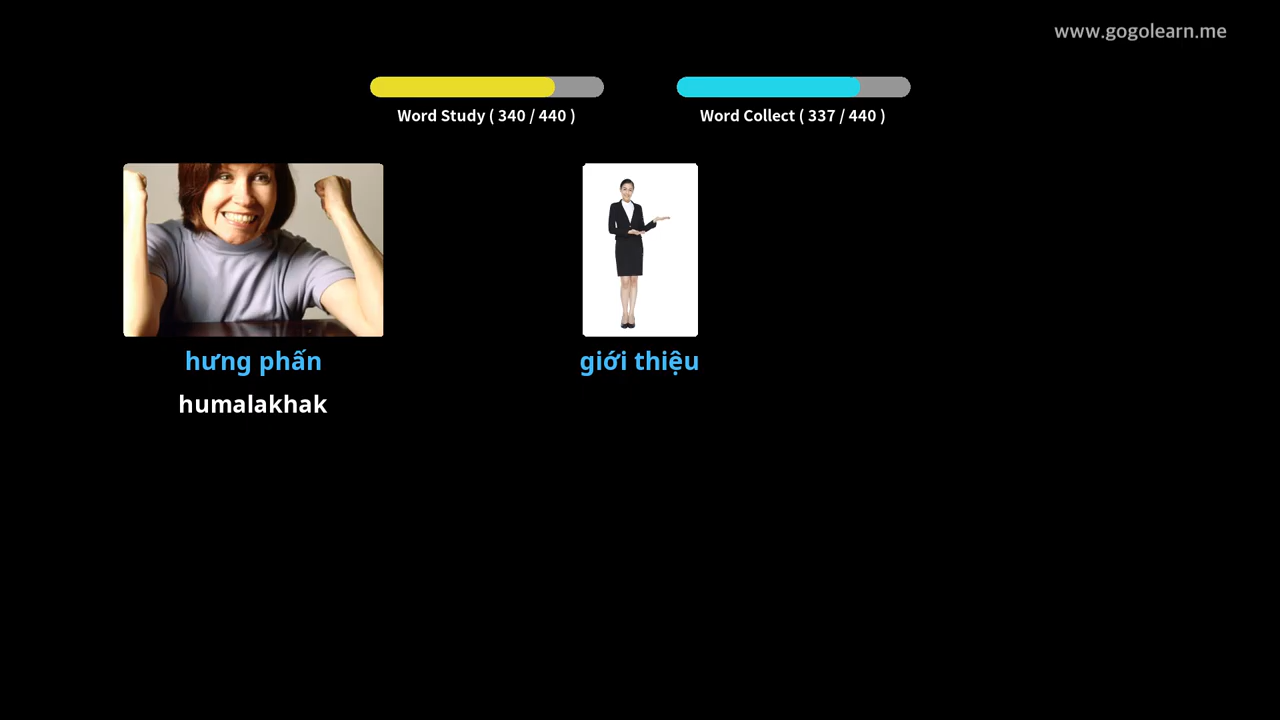 www.gogolearn.me
Word Study ( 340 / 440 )
Word Collect ( 337 / 440 )
hưng phấn
giới thiệu
humalakhak